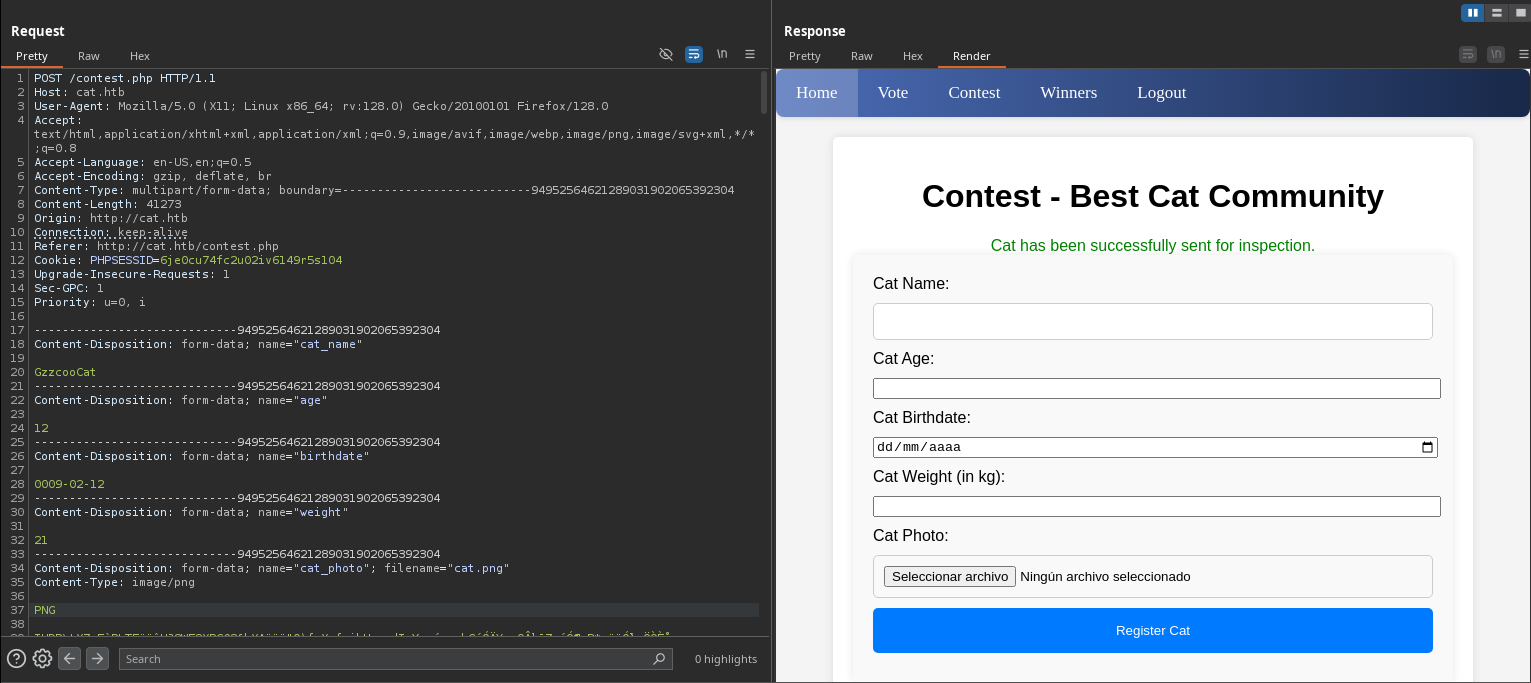 Request
Pretty Raw Hex
\n
1 POST /contest.php HTTP/1.1
2 Host: cat.htb
3 User-Agent: Mozilla/5.0 (X11; Linux x86_64; rv:128.0) Gecko/20100101 Firefox/128.0
4 Accept:
text/html,application/xhtml+xml,application/xml;q=0.9,image/avif,image/webp,image/png,image/svg+xml,*/*
;q=0.8
5 Accept-Language: en-US,en;q=0.5
6 Accept-Encoding: gzip, deflate, br
7 Content-Type: multipart/form-data; boundary=---------------------------949525646212890319020​65392304
8 Content-Length: 41273
9 Origin: http://cat.htb
10 Connection: keep-alive
11 Referer: http://cat.htb/contest.php
12 Cookie: PHPSESSID=6je0cu74fc2u02iv6149r5s104
13 Upgrade-Insecure-Requests: 1
14 Sec-GPC: 1
15 Priority: u=0, i
16
17 -----------------------------94952564621289031902065392304
18 Content-Disposition: form-data; name="cat_name"
19
20 GzzcooCat
21 -----------------------------94952564621289031902065392304
22 Content-Disposition: form-data; name="age"
23
24 12
25 -----------------------------94952564621289031902065392304
26 Content-Disposition: form-data; name="birthdate"
27
28 0009-02-12
29 -----------------------------94952564621289031902065392304
30 Content-Disposition: form-data; name="weight"
31
32 21
33 -----------------------------94952564621289031902065392304
34 Content-Disposition: form-data; name="cat_photo"; filename="cat.png"
35 Content-Type: image/png
36
37 PNG
38
Search
0 highlights
Response
Pretty Raw Hex Render
\n
Home Vote Contest Winners Logout
Contest - Best Cat Community
Cat has been successfully sent for inspection.
Cat Name:
Cat Age:
Cat Birthdate:
dd/mm/aaaa
Cat Weight (in kg):
Cat Photo:
Seleccionar archivo Ningún archivo seleccionado
Register Cat